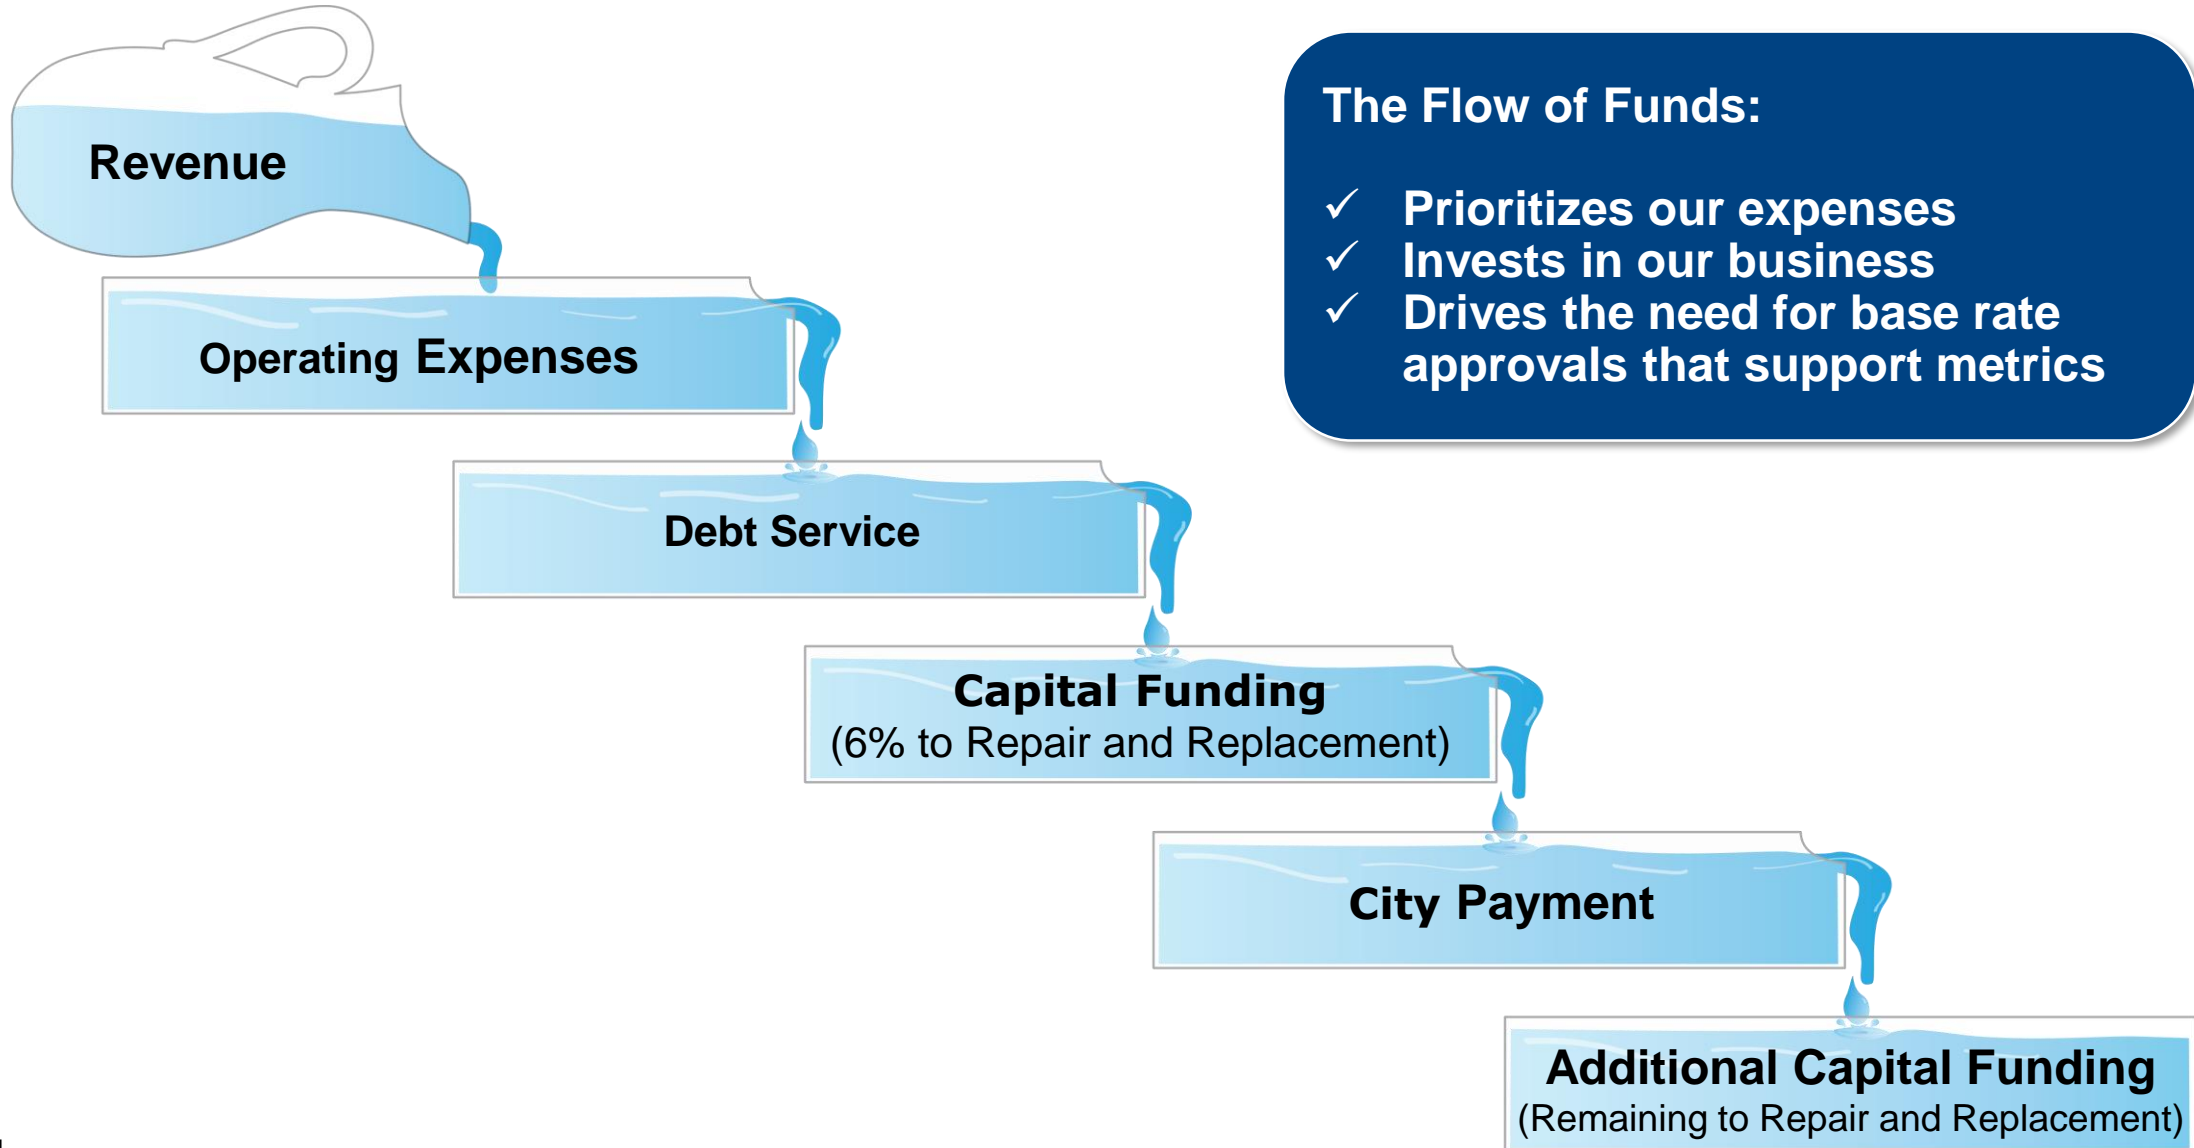 Revenue
The Flow of Funds:
✓ Prioritizes our expenses
✓ Invests in our business
✓ Drives the need for base rate
approvals that support metrics
Operating Expenses
Debt Service
Capital Funding
(6% to Repair and Replacement)
City Payment
Additional Capital Funding
(Remaining to Repair and Replacement)